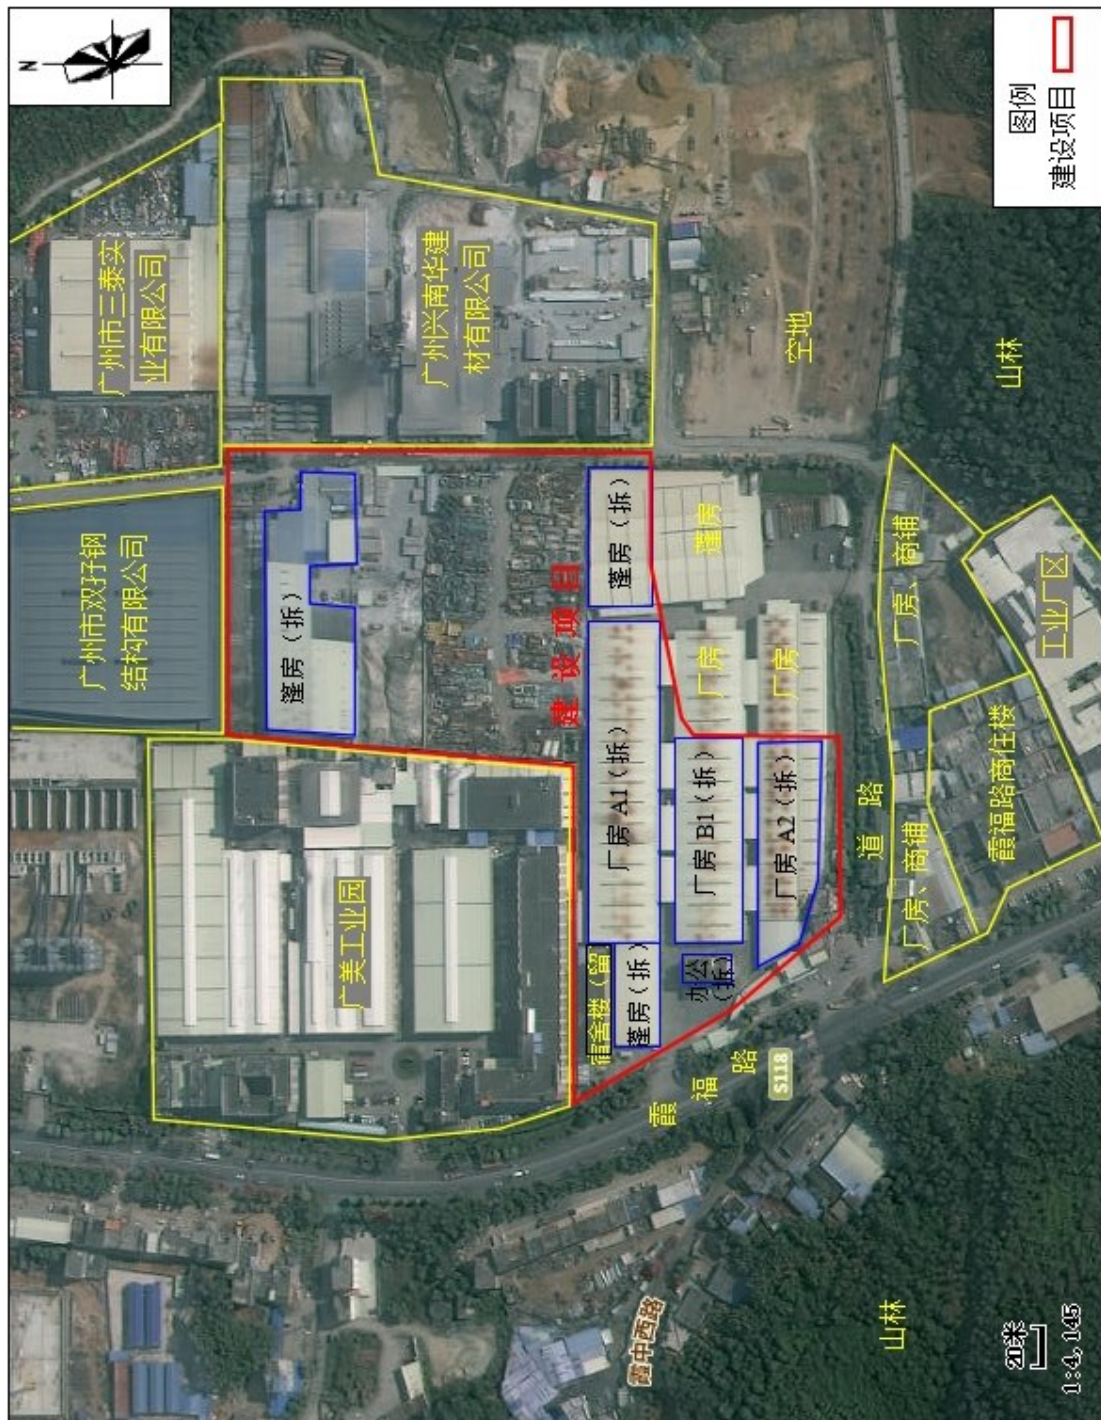 N
图例
建设项目
广州市三泰实
业有限公司
广州市双孖钢
结构有限公司
广州兴南华建
材有限公司
空地
山林
篷房（拆）
篷房（拆）
篷房
建设项目
广美工业园
厂房 A1（拆）
厂房
厂房 B1（拆）
厂房
厂房 A2（拆）
宿舍楼（留
篷房（拆）
办公
（拆）
道路
厂房、商铺
工业厂区
厂房、商铺
霞福路商住楼
霞福路
S118
霞中西路
山林
20米
1:4,145